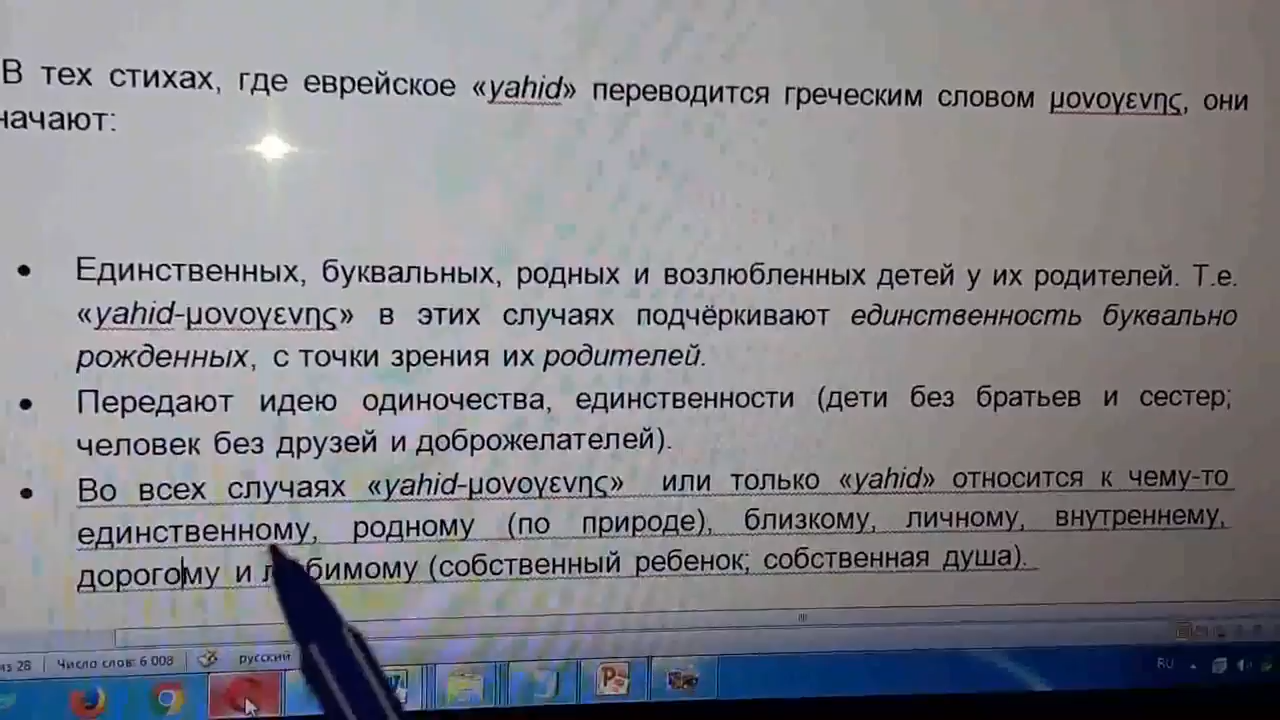 В тех стихах, где еврейское «yahid» переводится греческим словом μονογενης, они
начают:
• Единственных, буквальных, родных и возлюбленных детей у их родителей. Т.е.
«yahid-μονογενης» в этих случаях подчёркивают единственность буквально
рожденных, с точки зрения их родителей.
• Передают идею одиночества, единственности (дети без братьев и сестер;
человек без друзей и доброжелателей).
• Во всех случаях «yahid-μονογενης» или только «yahid» относится к чему-то
единственному, родному (по природе), близкому, личному, внутреннему,
дорогому и любимому (собственный ребенок; собственная душа).
из 28 Число слов: 6 008 русский
RU